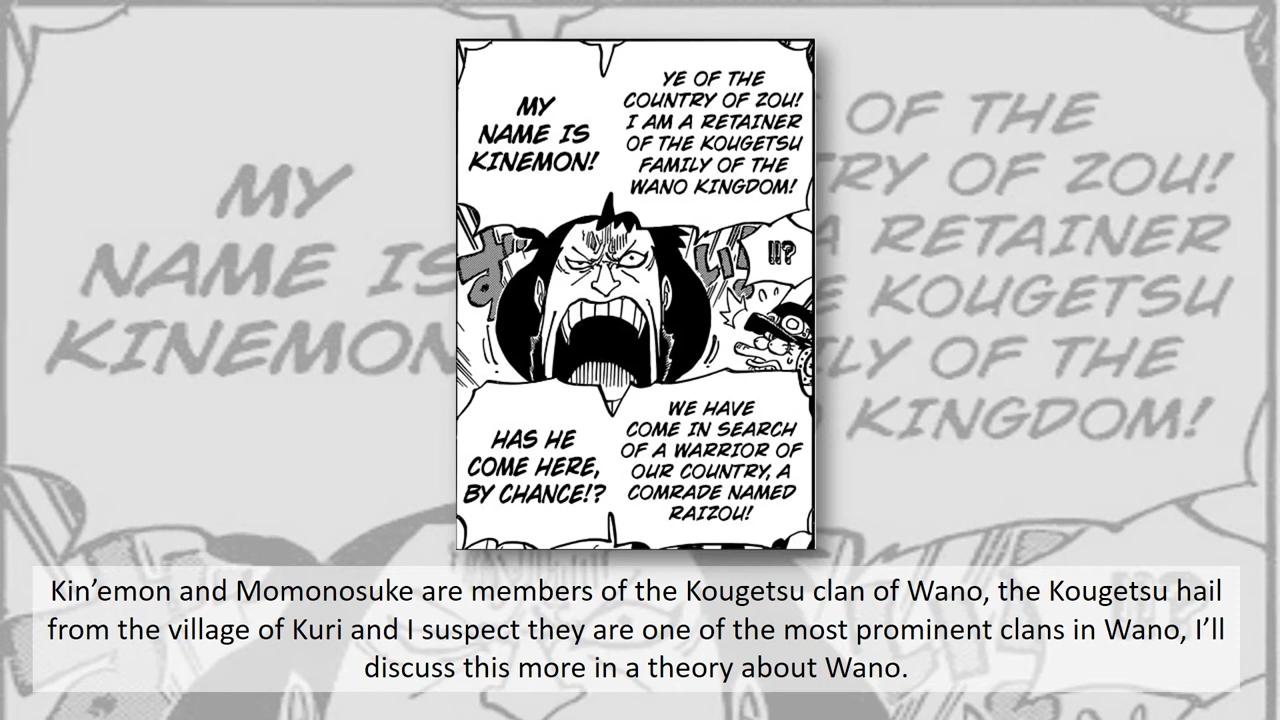 YE OF THE
COUNTRY OF ZOU!
I AM A RETAINER
OF THE KOUGETSU
FAMILY OF THE
WANO KINGDOM!
MY
NAME IS
KINEMON!
!!?
WE HAVE
COME IN SEARCH
OF A WARRIOR OF
OUR COUNTRY, A
COMRADE NAMED
RAIZOU!
HAS HE
COME HERE,
BY CHANCE!?
Kin’emon and Momonosuke are members of the Kougetsu clan of Wano, the Kougetsu hail
from the village of Kuri and I suspect they are one of the most prominent clans in Wano, I’ll
discuss this more in a theory about Wano.